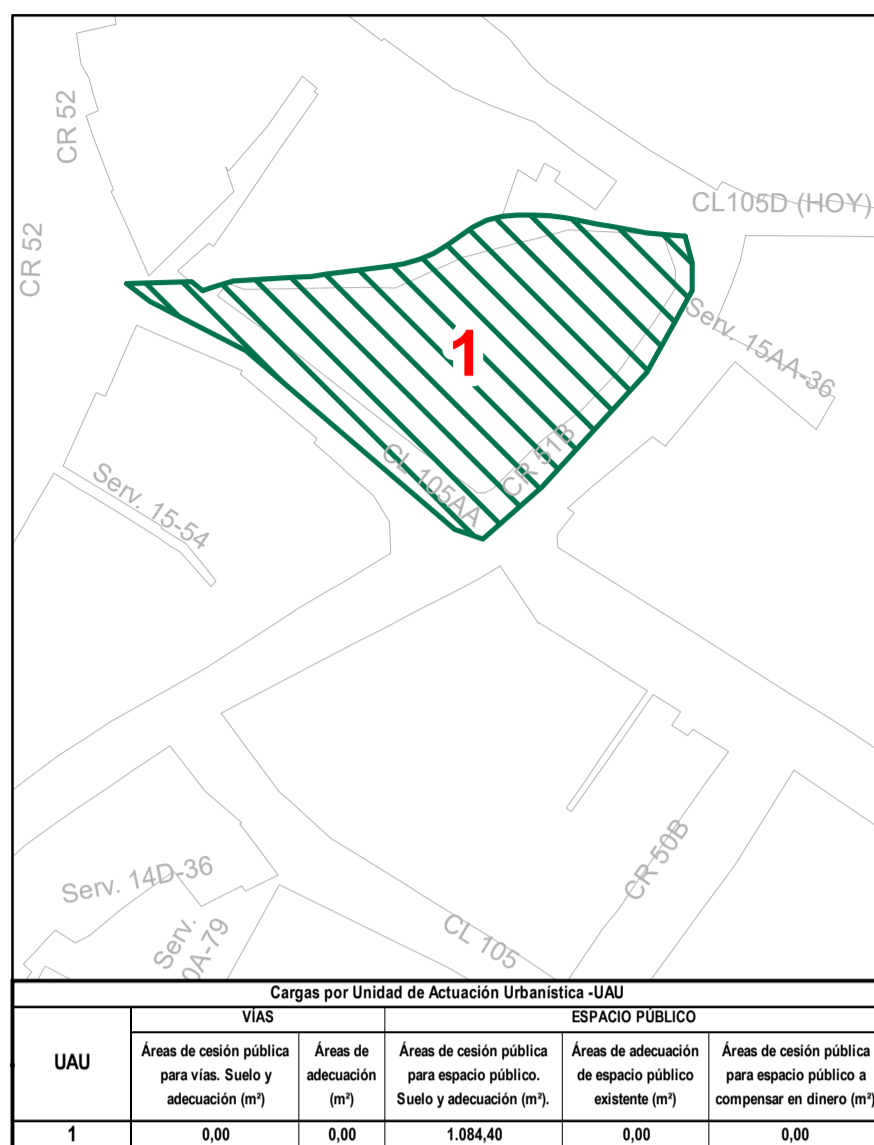 CR 52
CR 52
CL105D (HOY)
1
Serv. 15AA-36
CR 51B
CL 105AA
Serv. 15-54
Serv. 14D-36
Serv.
0A-79
CL 105
CR 50B
Cargas por Unidad de Actuación Urbanística -UAU
UAU
VÍAS
ESPACIO PÚBLICO
Áreas de cesión pública
para vías. Suelo y
adecuación (m²)
Áreas de
adecuación
(m²)
Áreas de cesión pública
para espacio público.
Suelo y adecuación (m²).
Áreas de adecuación
de espacio público
existente (m²)
Áreas de cesión pública
para espacio público a
compensar en dinero (m²)
1 0,00 0,00 1.084,40 0,00 0,00